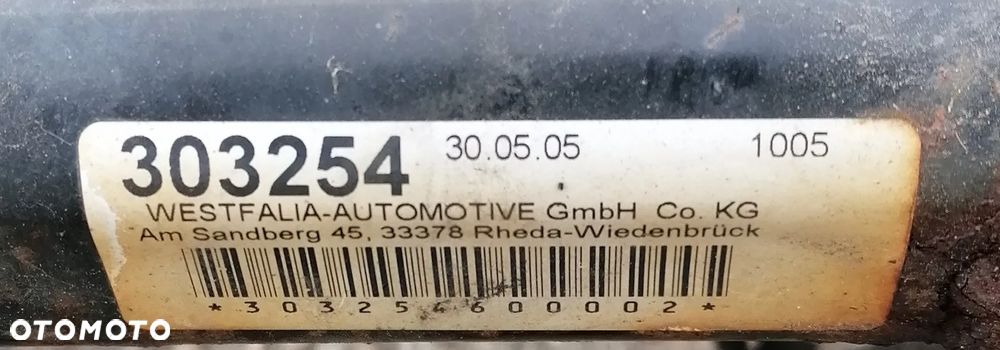 303254 30.05.05 1005
WESTFALIA-AUTOMOTIVE GmbH Co. KG
Am Sandberg 45, 33378 Rheda-Wiedenbrück
*303254600002*
OTOMOTO